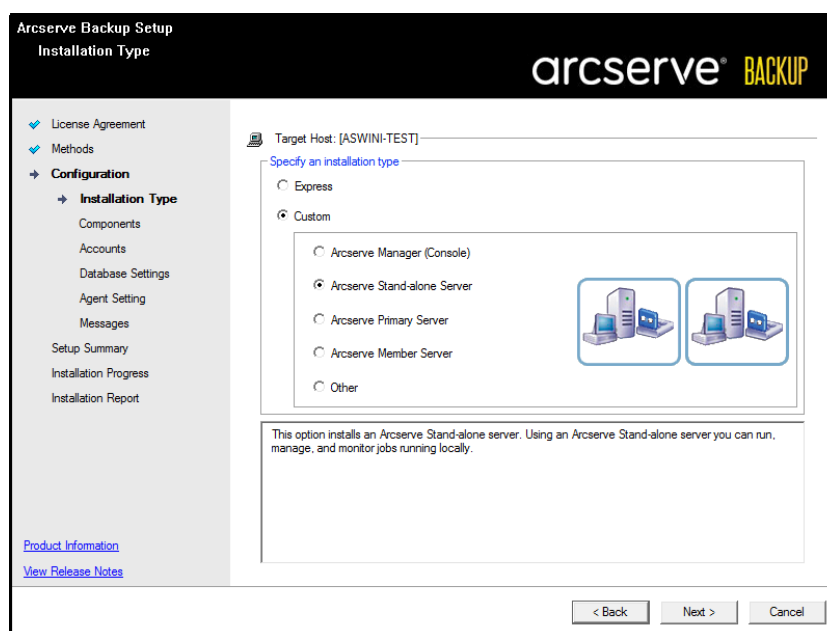 Arcserve Backup Setup
Installation Type
arcserve® BACKUP
License Agreement
Methods
Configuration
Installation Type
Components
Accounts
Database Settings
Agent Setting
Messages
Setup Summary
Installation Progress
Installation Report
Product Information
View Release Notes
Target Host: [ASWINI-TEST]
Specify an installation type
Express
Custom
Arcserve Manager (Console)
Arcserve Stand-alone Server
Arcserve Primary Server
Arcserve Member Server
Other
This option installs an Arcserve Stand-alone server. Using an Arcserve Stand-alone server you can run,
manage, and monitor jobs running locally.
< Back
Next >
Cancel